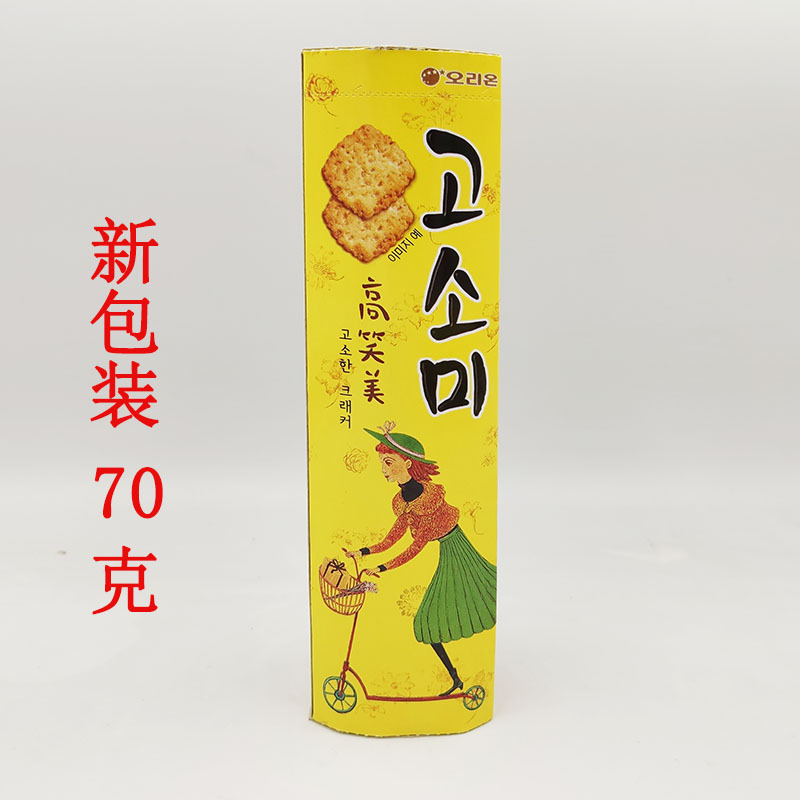 新包装 70 克
오리온
고소미
이미지 예
高笑美
고소한 크래커